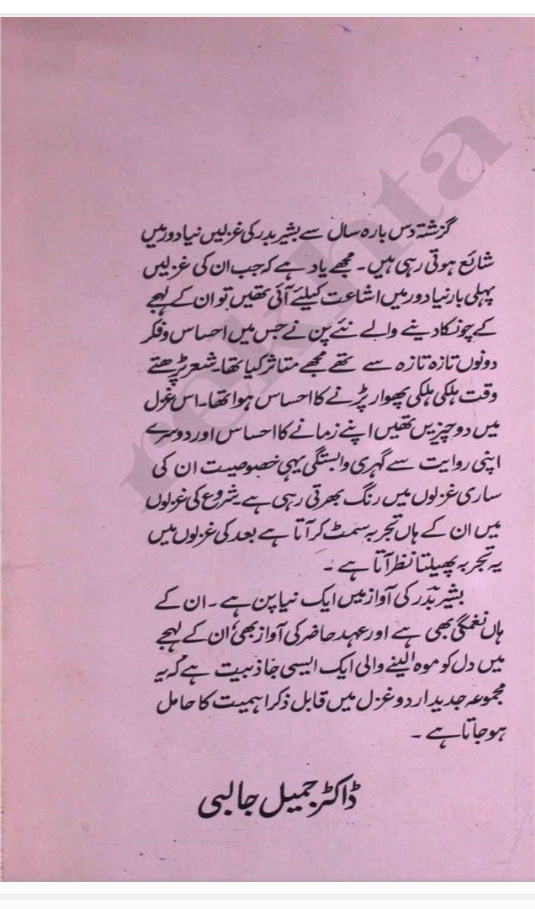 گزشتہ دس بارہ سال سے بشیر بدر کی غزلیں نیا دور میں
شائع ہوتی رہی ہیں۔ مجھے یاد ہے کہ جب ان کی غزلیں
پہلی بار نیا دور میں اشاعت کیلئے آئی تھیں تو ان کے لہجے
کے چونکا دینے والے نئے پن نے جس میں احساس و فکر
دونوں تازہ تازہ سے تھے مجھے متاثر کیا تھا۔ شعر پڑھتے
وقت ہلکی ہلکی پھوار پڑنے کا احساس ہوا تھا۔ اس غزل
میں دو چیزیں تھیں اپنے زمانے کا احساس اور دوسرے
اپنی روایت سے گہری وابستگی یہی خصوصیت ان کی
ساری غزلوں میں رنگ بھرتی رہی ہے شروع کی غزلوں
میں ان کے ہاں تجربہ سمٹ کر آتا ہے بعد کی غزلوں میں
یہ تجربہ پھیلتا نظر آتا ہے ۔
بشیر بدؔر کی آواز میں ایک نیا پن ہے ۔ ان کے
ہاں نغمگی بھی ہے اور عہد حاضر کی آواز بھی ان کے لہجے
میں دل کو موہ لینے والی ایک ایسی جاذبیت ہے کہ یہ
مجموعہ جدید اردو غزل میں قابل ذکر اہمیت کا حامل
ہو جاتا ہے ۔
ڈاکٹر جمیل جالبی
rekhta